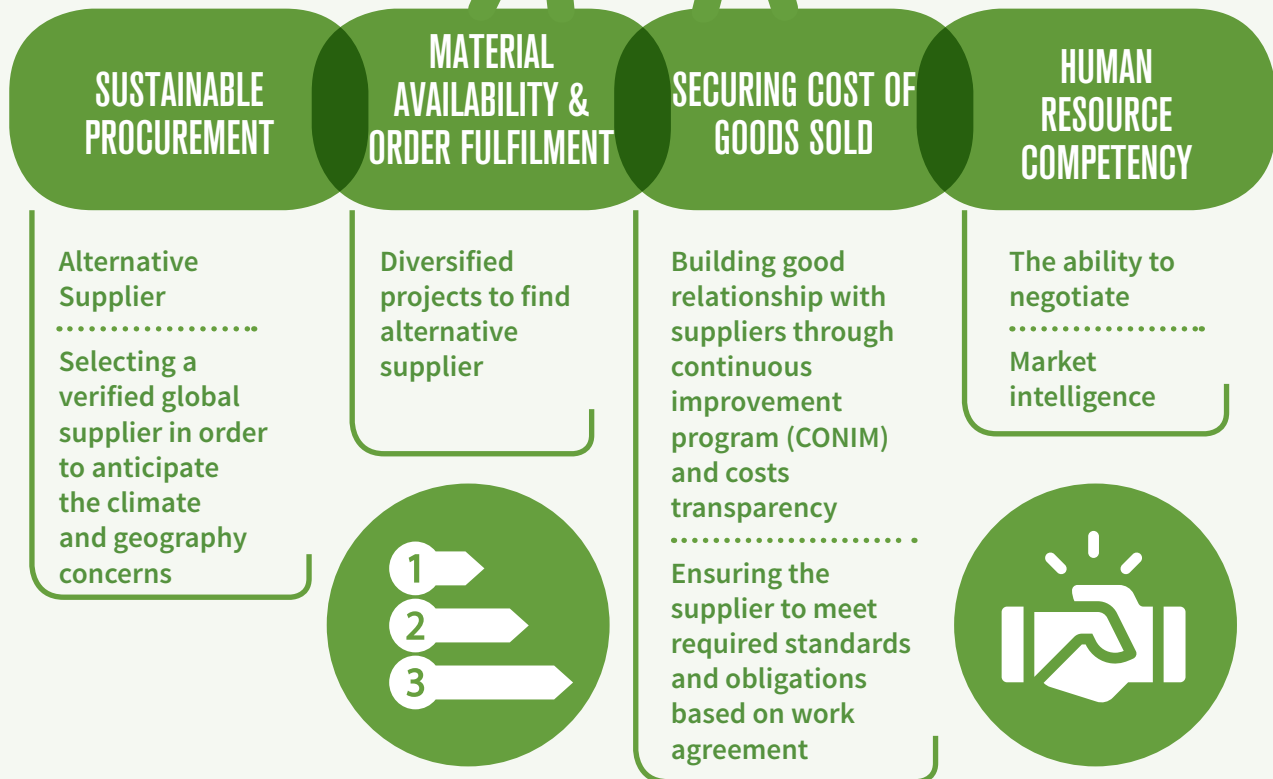 SUSTAINABLE
PROCUREMENT
Alternative
Supplier
Selecting a
verified global
supplier in order
to anticipate
the climate
and geography
concerns
MATERIAL
AVAILABILITY &
ORDER FULFILMENT
Diversified
projects to find
alternative
supplier
1
2
3
SECURING COST OF
GOODS SOLD
Building good
relationship with
suppliers through
continuous
improvement
program (CONIM)
and costs
transparency
Ensuring the
supplier to meet
required standards
and obligations
based on work
agreement
HUMAN
RESOURCE
COMPETENCY
The ability to
negotiate
Market
intelligence